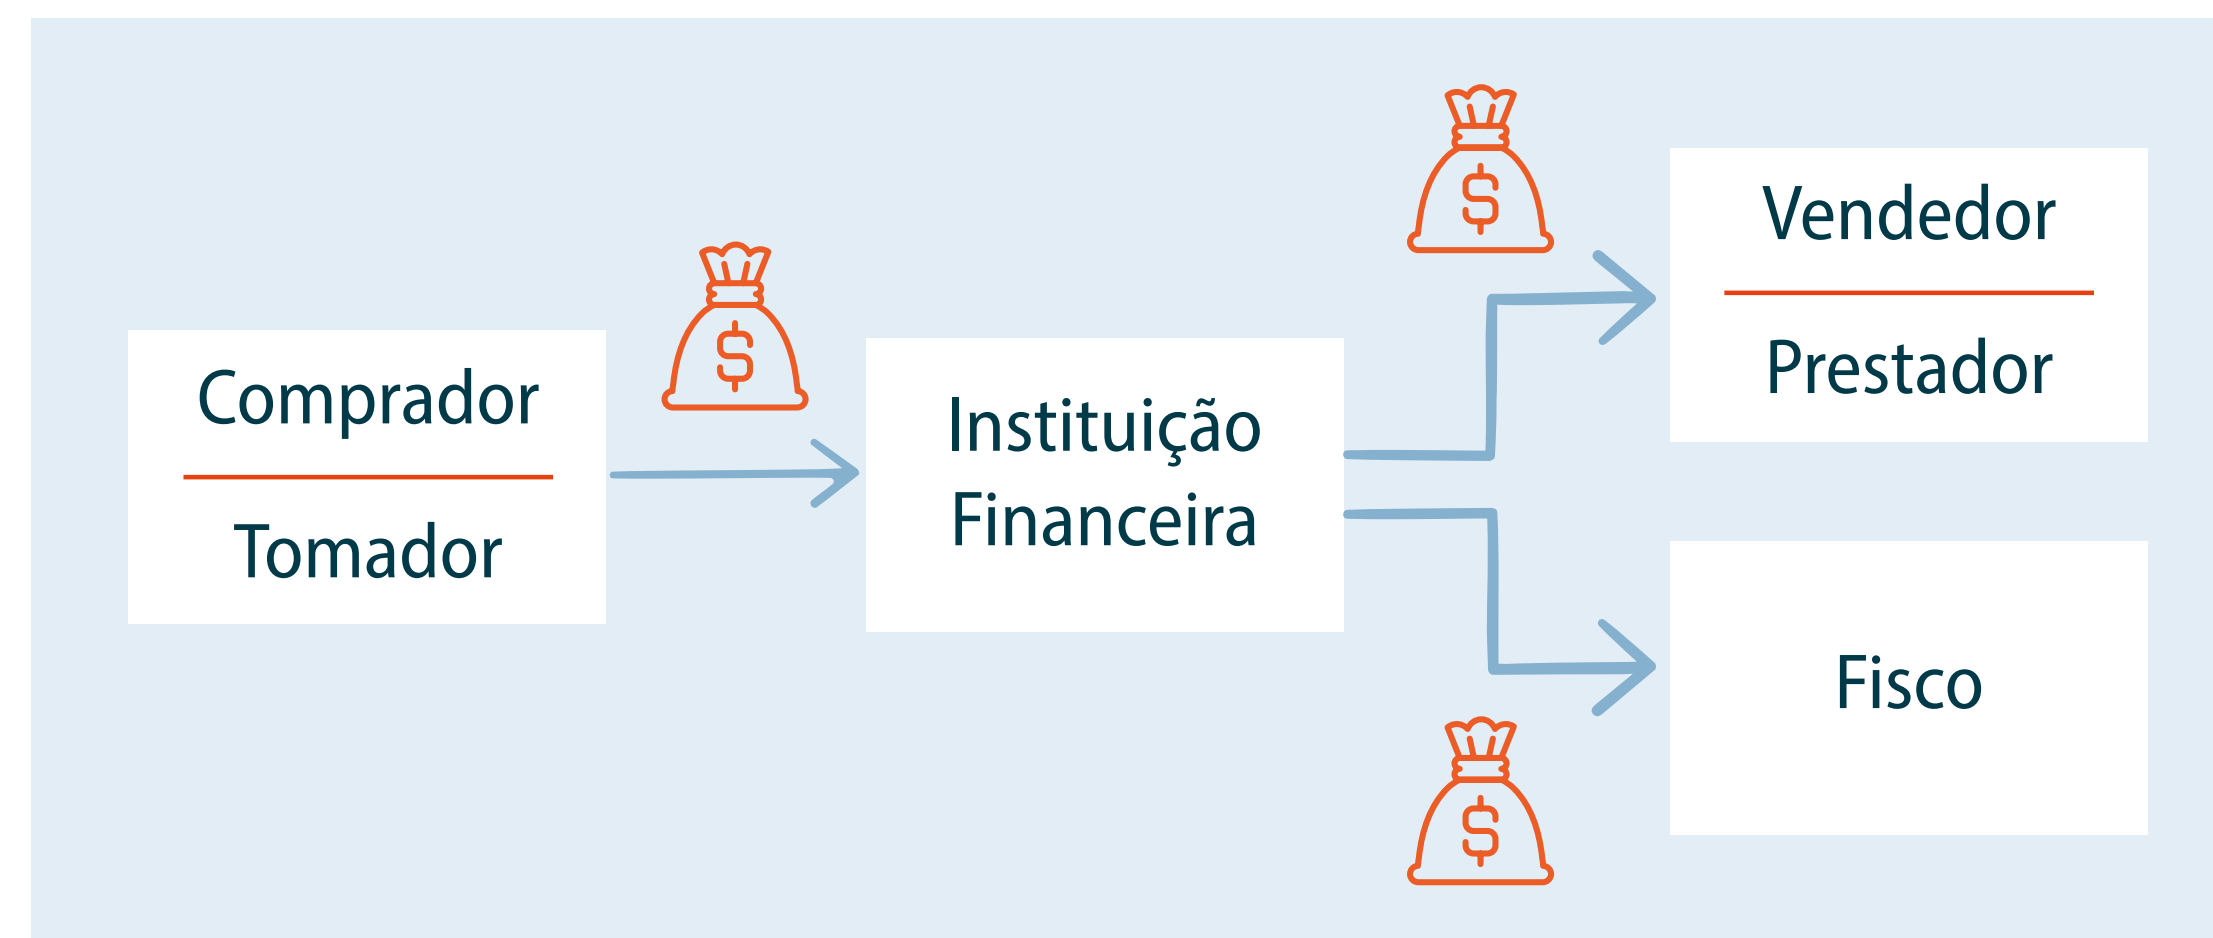 Comprador
Tomador
Instituição
Financeira
Vendedor
Prestador
Fisco